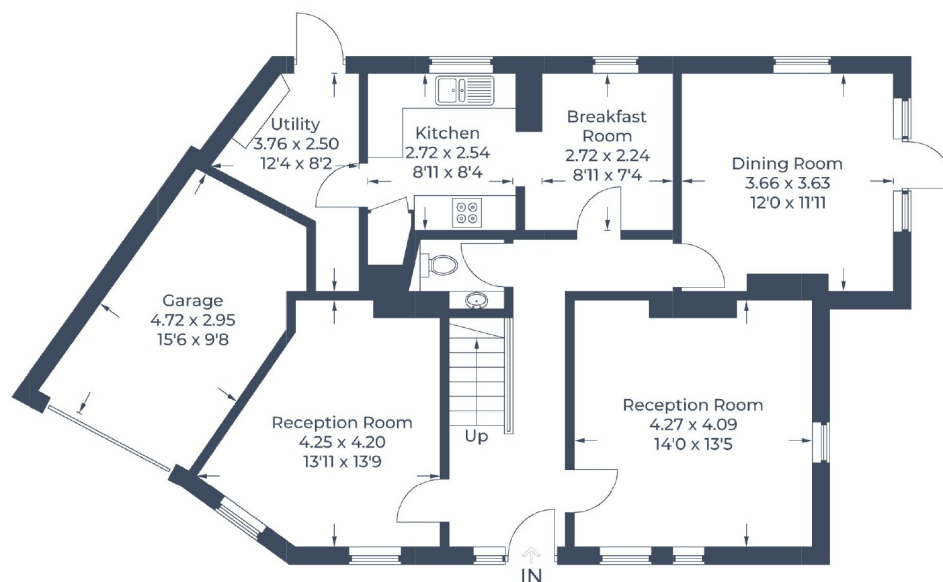 Utility
3.76 x 2.50
12'4 x 8'2
Kitchen
2.72 x 2.54
8'11 x 8'4
Breakfast
Room
2.72 x 2.24
8'11 x 7'4
Dining Room
3.66 x 3.63
12'0 x 11'11
Garage
4.72 x 2.95
15'6 x 9'8
Reception Room
4.25 x 4.20
13'11 x 13'9
Up
Reception Room
4.27 x 4.09
14'0 x 13'5
IN